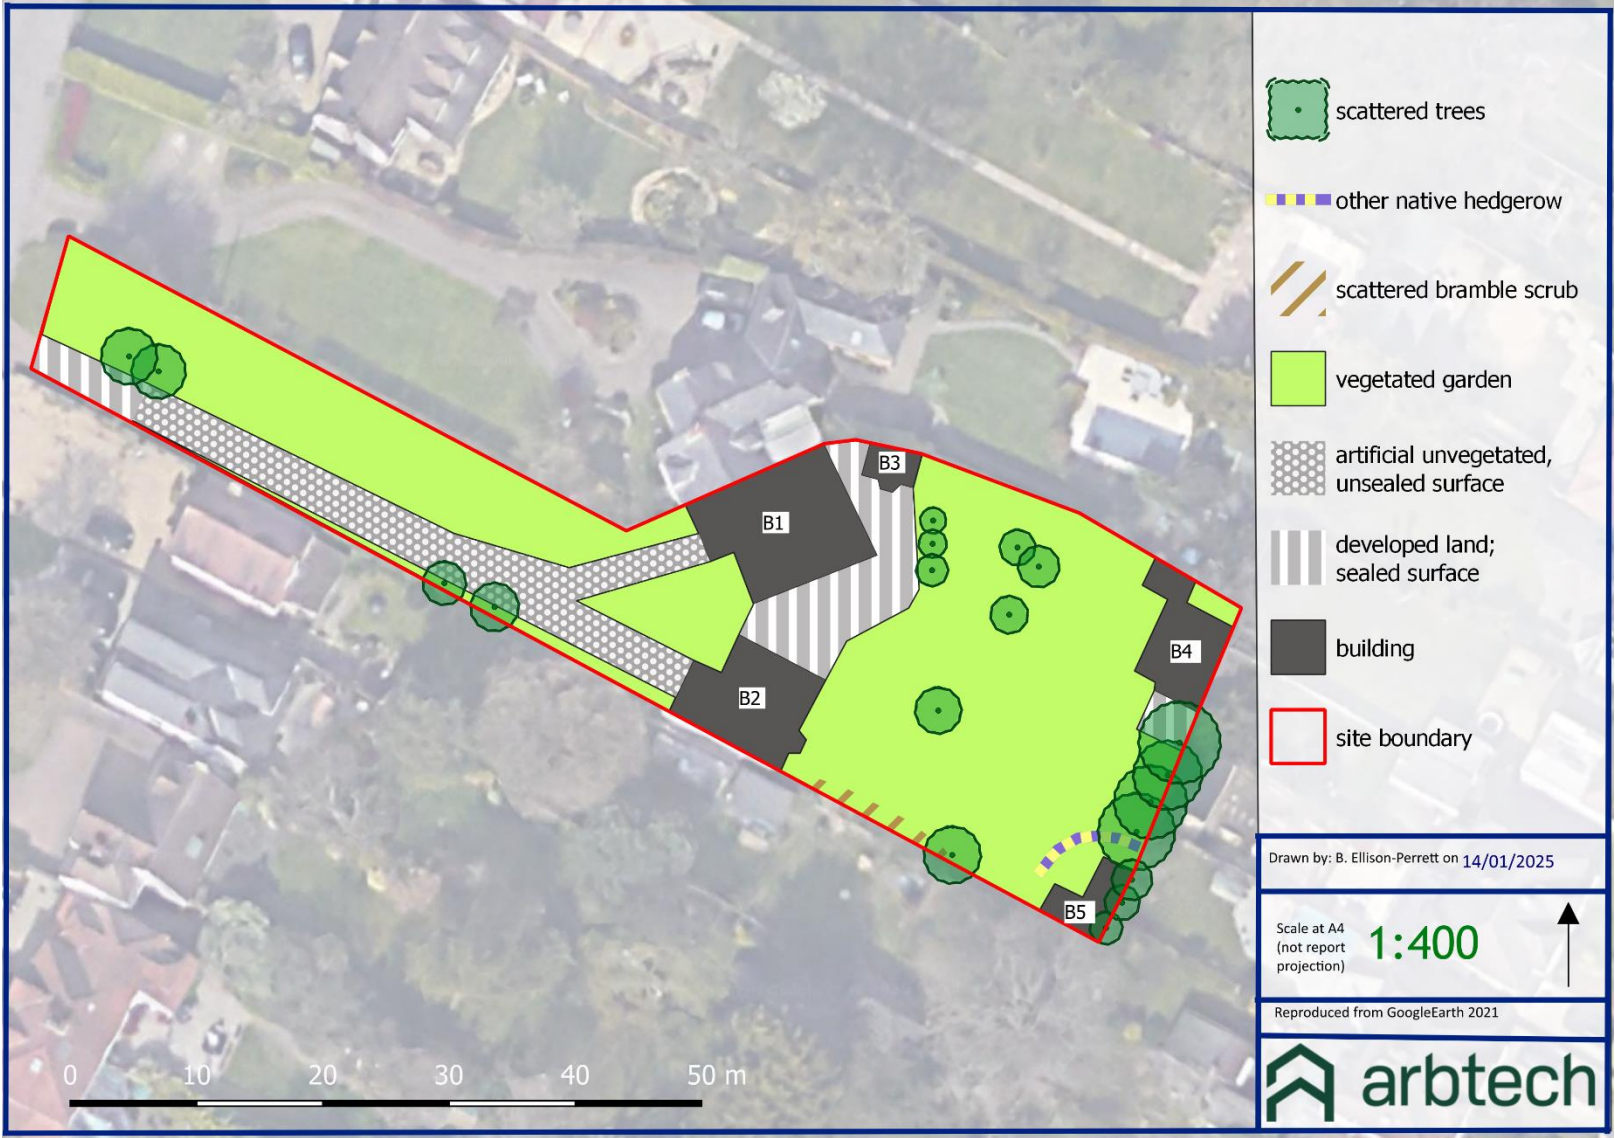 scattered trees
other native hedgerow
scattered bramble scrub
vegetated garden
artificial unvegetated,
unsealed surface
developed land;
sealed surface
building
site boundary
B3
B1
B4
B2
B5
Drawn by: B. Ellison-Perrett on 14/01/2025
Scale at A4
(not report
projection)
1:400
Reproduced from GoogleEarth 2021
arbtech
0 10 20 30 40 50 m